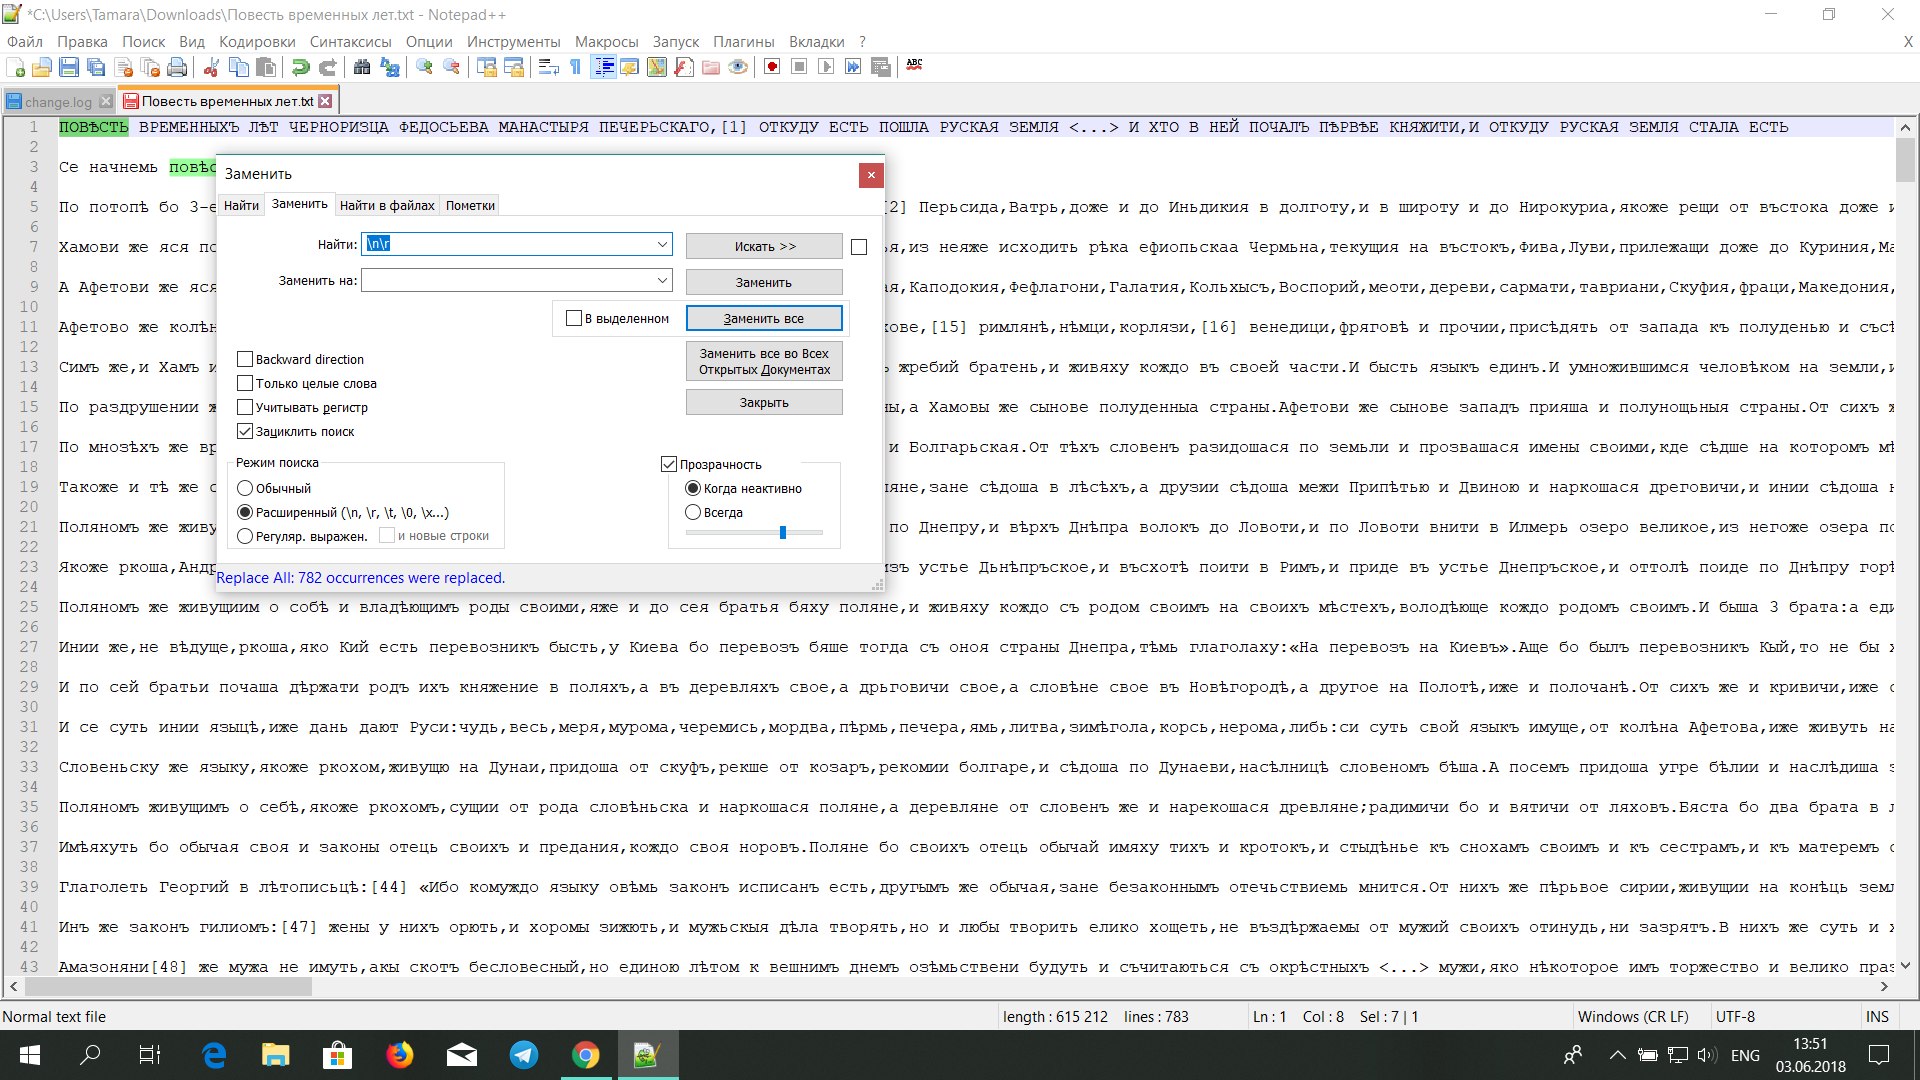 *C:\Users\Tamara\Downloads\Повесть временных лет.txt - Notepad++
Файл Правка Поиск Вид Кодировки Синтаксисы Опции Инструменты Макросы Запуск Плагины Вкладки ? X
change.log Повесть временных лет.txt
1 ПОВѢСТЬ ВРЕМЕННЫХЪ ЛѢТ ЧЕРНОРИЗЦА ФЕДОСЬЕВА МАНАСТЫРЯ ПЕЧЕРЬСКАГО,[1] ОТКУДУ ЕСТЬ ПОШЛА РУСКАЯ ЗЕМЛЯ <...> И ХТО В НЕЙ ПОЧАЛЪ ПѢРВѢЕ КНЯЖИТИ,И ОТКУДУ РУСКАЯ ЗЕМЛЯ СТАЛА ЕСТЬ
2
3 Се начнемь повѣс
4
5 По потопѣ бо 3-е [2] Перьсида,Ватрь,доже и до Иньдикия в долготу,и в широту и до Нирокуриа,якоже рещи от въстока доже и
6
7 Хамови же яся по я,из неяже исходить рѣка ефиопьскаа Чермьна,текущия на въстокъ,Фива,Луви,прилежащи доже до Куриния,Ма
8
9 А Афетови же яся ая,Каподокия,Фефлагони,Галатия,Кольхысъ,Воспорий,меоти,дереви,сармати,тавриани,Скуфия,фраци,Македония,
10
11 Афетово же колѣн хове,[15] римлянѣ,нѣмци,корлязи,[16] венедици,фряговѣ и прочии,присѣдять от запада къ полуденью и съсѣ
12
13 Симъ же,и Хамъ и ъ жребий братень,и живяху кождо въ своей части.И бысть языкъ единъ.И умножившимся человѣком на земли,и
14
15 По раздрушении ж ны,а Хамовы же сынове полуденныа страны.Афетови же сынове западъ прияша и полунощьныя страны.От сихъ ж
16
17 По мнозѣхъ же вр и Болгарьская.От тѣхъ словенъ разидошася по земьли и прозвашася имены своими,кде сѣдше на которомъ мѣ
18
19 Такоже и тѣ же с ляне,зане сѣдоша в лѣсѣхъ,а друзии сѣдоша межи Припѣтью и Двиною и наркошася дреговичи,и инии сѣдоша н
20
21 Поляномъ же живу по Днепру,и вѣрхъ Днѣпра волокъ до Ловоти,и по Ловоти внити в Илмерь озеро великое,из негоже озера по
22
23 Якоже ркоша,Андр изъ устье Дьнѣпръское,и въсхотѣ поити в Римъ,и приде въ устье Днепръское,и оттолѣ поиде по Днѣпру горѣ
24
25 Поляномъ же живущиим о собѣ и владѣющимъ роды своими,яже и до сея братья бяху поляне,и живяху кождо съ родом своимъ на своихъ мѣстехъ,володѣюще кождо родомъ своимъ.И быша 3 брата:а еди
26
27 Инии же,не вѣдуще,ркоша,яко Кий есть перевозникъ бысть,у Киева бо перевозъ бяше тогда съ оноя страны Днепра,тѣмь глаголаху:«На перевозъ на Киевъ».Аще бо былъ перевозникъ Кый,то не бы х
28
29 И по сей братьи почаша дѣржати родъ ихъ княжение в поляхъ,а въ деревляхъ свое,а дрьговичи свое,а словѣне свое въ Новѣгородѣ,а другое на Полотѣ,иже и полочанѣ.От сихъ же и кривичи,иже с
30
31 И се суть инии языцѣ,иже дань дают Руси:чудь,весь,меря,мурома,черемись,мордва,пѣрмь,печера,ямь,литва,зимѣгола,корсь,нерома,либь:си суть свой языкъ имуще,от колѣна Афетова,иже живуть на
32
33 Словеньску же языку,якоже ркохом,живущю на Дунаи,придоша от скуфъ,рекше от козаръ,рекомии болгаре,и сѣдоша по Дунаеви,насѣлницѣ словеномъ бѣша.А посемъ придоша угре бѣлии и наслѣдиша з
34
35 Поляномъ живущимъ о себѣ,якоже ркохомъ,сущии от рода словѣньска и наркошася поляне,а деревляне от словенъ же и нарекошася древляне;радимичи бо и вятичи от ляховъ.Бяста бо два брата в л
36
37 Имѣяхуть бо обычая своя и законы отець своихъ и предания,кождо своя норовъ.Поляне бо своихъ отець обычай имяху тихъ и кротокъ,и стыдѣнье къ снохамъ своимъ и къ сестрамъ,и къ матеремъ с
38
39 Глаголеть Георгий в лѣтописьцѣ:[44] «Ибо комуждо языку овѣмь законъ исписанъ есть,другымъ же обычая,зане безаконнымъ отечьствиемь мнится.От нихъ же пѣрьвое сирии,живущии на конѣць земл
40
41 Инъ же законъ гилиомъ:[47] жены у нихъ орють,и хоромы зижють,и мужьскыя дѣла творять,но и любы творить елико хощеть,не въздѣржаеми от мужий своихъ отинудь,ни зазрятъ.В нихъ же суть и х
42
43 Амазоняни[48] же мужа не имуть,акы скотъ бесловесный,но единою лѣтом к вешнимъ днемъ озѣмьствени будуть и съчитаються съ окрѣстныхъ <...> мужи,яко нѣкоторое имъ торжество и велико праз
Заменить
Найти Заменить Найти в файлах Пометки
Найти: \n\r Искать >>
Заменить на: Заменить
В выделенном Заменить все
Заменить все во Всех Открытых Документах
Закрыть
Backward direction
Только целые слова
Учитывать регистр
Зациклить поиск
Режим поиска
Обычный
Расширенный (\n, \r, \t, \0, \x...)
Регуляр. выражен. и новые строки
Прозрачность
Когда неактивно
Всегда
Replace All: 782 occurrences were replaced.
Normal text file length : 615 212 lines : 783 Ln : 1 Col : 8 Sel : 7 | 1 Windows (CR LF) UTF-8 INS
ENG 13:51
03.06.2018